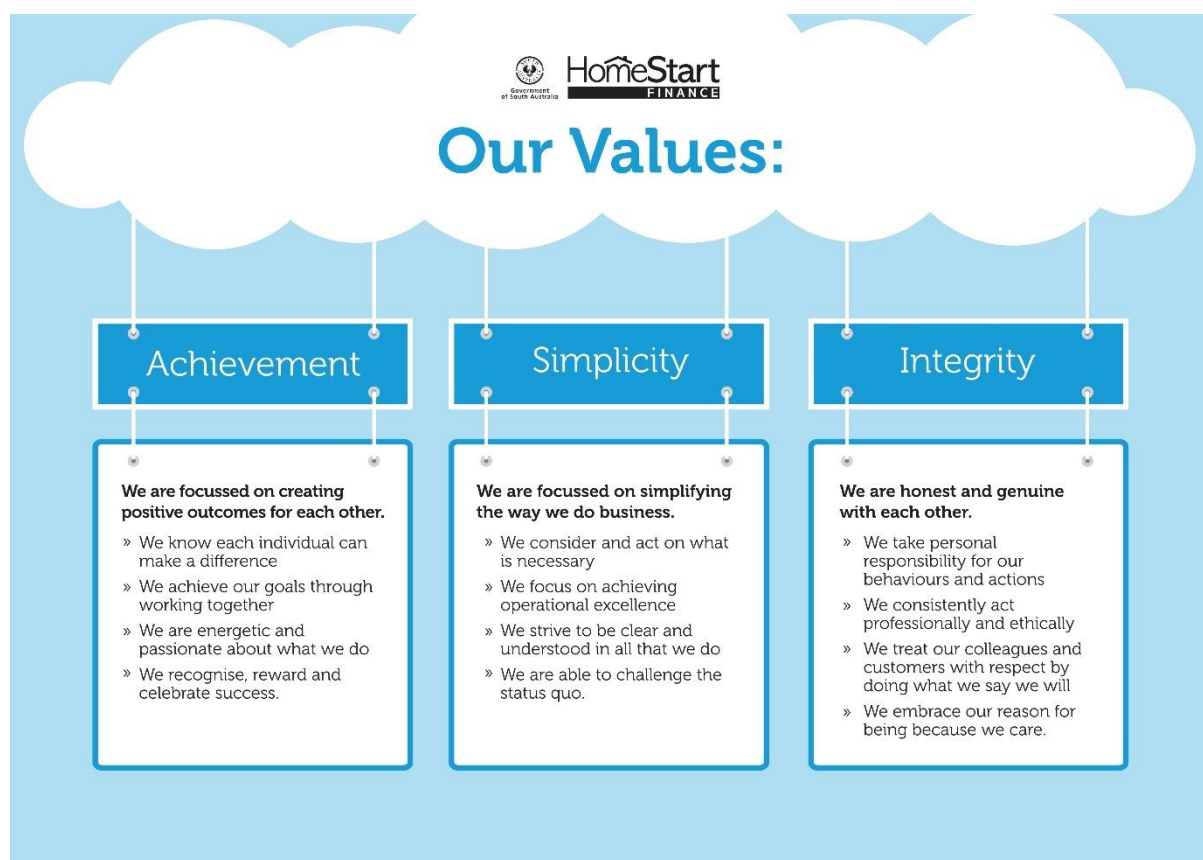 Government
of South Australia
HomeStart
FINANCE
Our Values:
Achievement
We are focussed on creating
positive outcomes for each other.
» We know each individual can
make a difference
» We achieve our goals through
working together
» We are energetic and
passionate about what we do
» We recognise, reward and
celebrate success.
Simplicity
We are focussed on simplifying
the way we do business.
» We consider and act on what
is necessary
» We focus on achieving
operational excellence
» We strive to be clear and
understood in all that we do
» We are able to challenge the
status quo.
Integrity
We are honest and genuine
with each other.
» We take personal
responsibility for our
behaviours and actions
» We consistently act
professionally and ethically
» We treat our colleagues and
customers with respect by
doing what we say we will
» We embrace our reason for
being because we care.